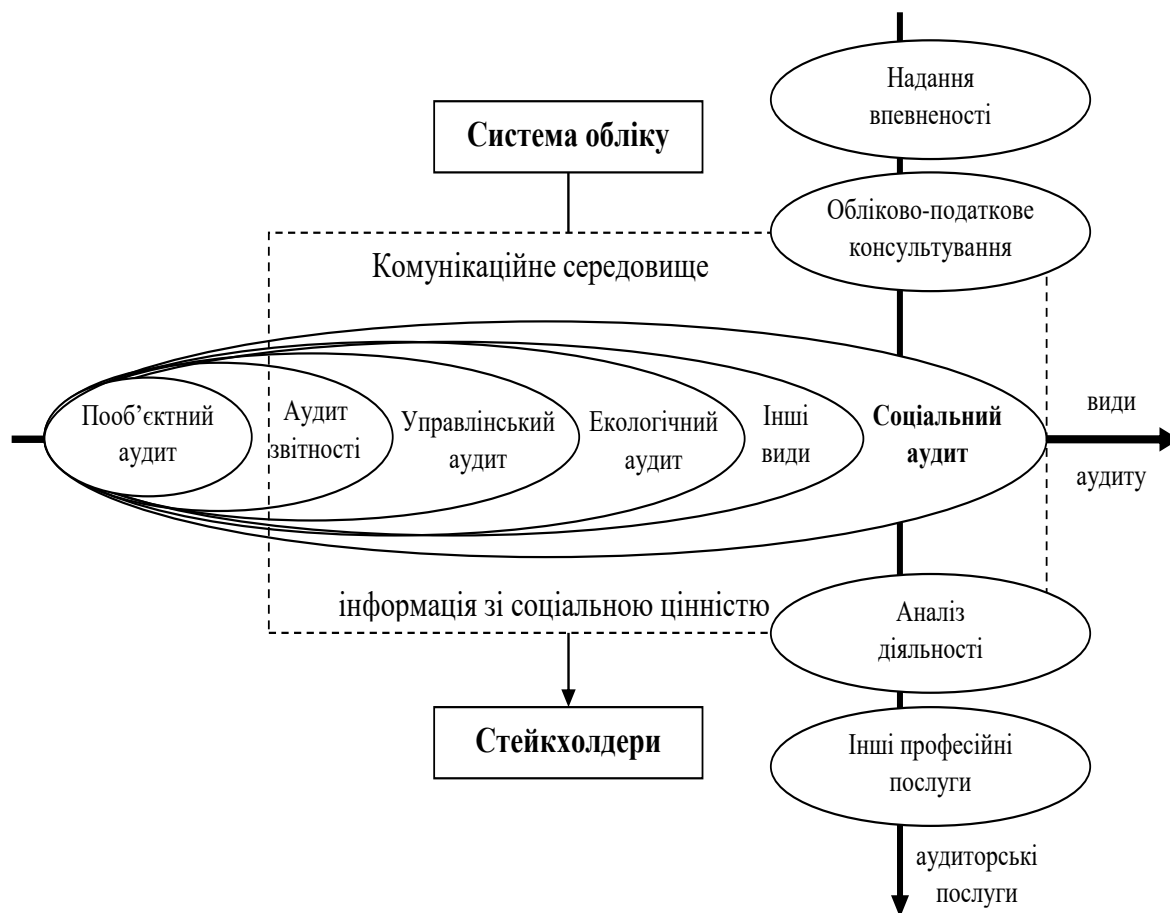 Надання
впевненості
Система обліку
Обліково-податкове
консультування
Комунікаційне середовище
Пооб’єктний
аудит
Аудит
звітності
Управлінський
аудит
Екологічний
аудит
Інші
види
Соціальний
аудит
види
аудиту
інформація зі соціальною цінністю
Аналіз
діяльності
Стейкхолдери
Інші професійні
послуги
аудиторські
послуги